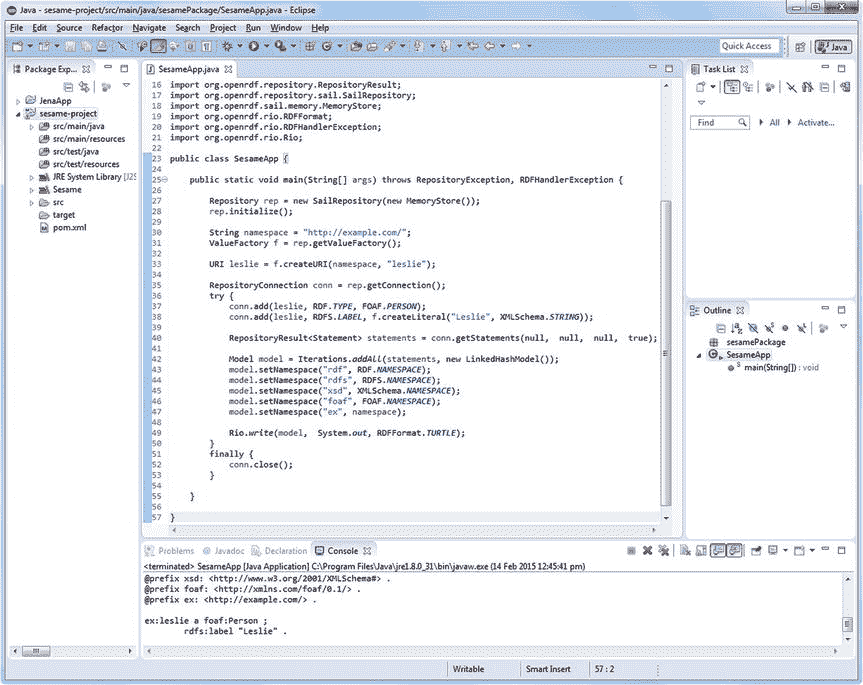 Java - sesame-project/src/main/java/sesamePackage/SesameApp.java - Eclipse
File Edit Source Refactor Navigate Search Project Run Window Help
Quick Access
Java
Package Exp...
JenaApp
sesame-project
src/main/java
src/main/resources
src/test/java
src/test/resources
JRE System Library [J2S
Sesame
src
target
pom.xml
SesameApp.java
16 import org.openrdf.repository.RepositoryResult;
17 import org.openrdf.repository.sail.SailRepository;
18 import org.openrdf.sail.memory.MemoryStore;
19 import org.openrdf.rio.RDFFormat;
20 import org.openrdf.rio.RDFHandlerException;
21 import org.openrdf.rio.Rio;
22
23 public class SesameApp {
24
25 public static void main(String[] args) throws RepositoryException, RDFHandlerException {
26
27 Repository rep = new SailRepository(new MemoryStore());
28 rep.initialize();
29
30 String namespace = "http://example.com/";
31 ValueFactory f = rep.getValueFactory();
32
33 URI leslie = f.createURI(namespace, "leslie");
34
35 RepositoryConnection conn = rep.getConnection();
36 try {
37 conn.add(leslie, RDF.TYPE, FOAF.PERSON);
38 conn.add(leslie, RDFS.LABEL, f.createLiteral("Leslie", XMLSchema.STRING));
39
40 RepositoryResult<Statement> statements = conn.getStatements(null, null, null, true);
41
42 Model model = Iterations.addAll(statements, new LinkedHashModel());
43 model.setNamespace("rdf", RDF.NAMESPACE);
44 model.setNamespace("rdfs", RDFS.NAMESPACE);
45 model.setNamespace("xsd", XMLSchema.NAMESPACE);
46 model.setNamespace("foaf", FOAF.NAMESPACE);
47 model.setNamespace("ex", namespace);
48
49 Rio.write(model, System.out, RDFFormat.TURTLE);
50 }
51 finally {
52 conn.close();
53 }
54
55 }
56
57 }
Task List
Find
All
Activate...
Outline
sesamePackage
SesameApp
main(String[]) : void
Problems Javadoc Declaration Console
<terminated> SesameApp [Java Application] C:\Program Files\Java\jre1.8.0_31\bin\javaw.exe (14 Feb 2015 12:45:41 pm)
@prefix xsd: <http://www.w3.org/2001/XMLSchema#> .
@prefix foaf: <http://xmlns.com/foaf/0.1/> .
@prefix ex: <http://example.com/> .
ex:leslie a foaf:Person ;
rdfs:label "Leslie" .
Writable
Smart Insert
57 : 2